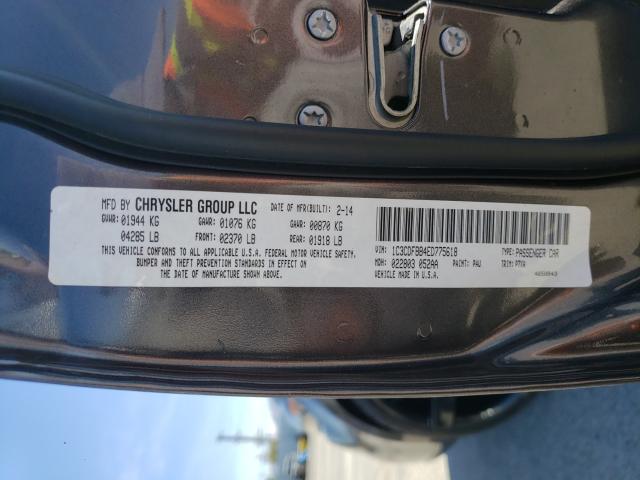 MFD BY CHRYSLER GROUP LLC DATE OF MFR(BUILT): 2-14
GVWR: 01944 KG GAWR: 01076 KG GAWR: 00870 KG
04285 LB FRONT: 02370 LB REAR: 01918 LB
THIS VEHICLE CONFORMS TO ALL APPLICABLE U.S.A. FEDERAL MOTOR VEHICLE SAFETY,
BUMPER AND THEFT PREVENTION STANDARDS IN EFFECT ON
THE DATE OF MANUFACTURE SHOWN ABOVE.
VIN: 1C3CDFBB4ED775618 TYPE: PASSENGER CAR
MDH: 022803 052AA PAINT: PAU TRIM:
VEHICLE MADE IN U.S.A.